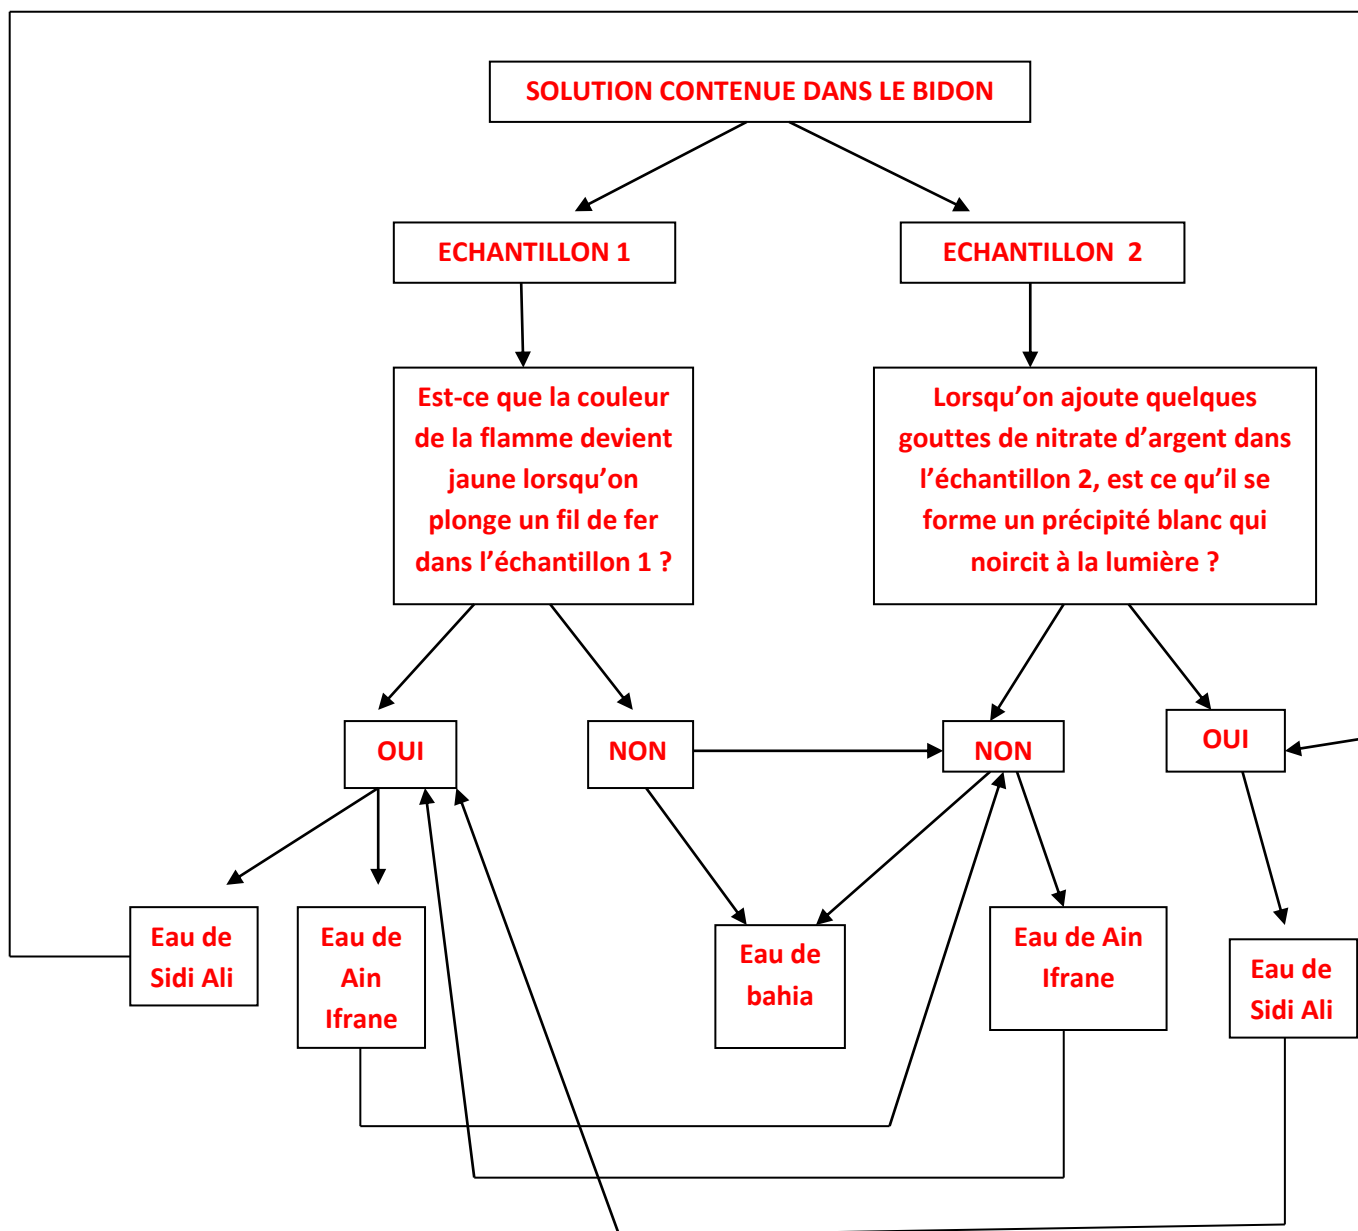 SOLUTION CONTENUE DANS LE BIDON
ECHANTILLON 1
ECHANTILLON 2
Est-ce que la couleur
de la flamme devient
jaune lorsqu’on
plonge un fil de fer
dans l’échantillon 1 ?
Lorsqu’on ajoute quelques
gouttes de nitrate d’argent dans
l’échantillon 2, est ce qu’il se
forme un précipité blanc qui
noircit à la lumière ?
OUI
NON
NON
OUI
Eau de
Sidi Ali
Eau de
Ain
Ifrane
Eau de
bahia
Eau de Ain
Ifrane
Eau de
Sidi Ali